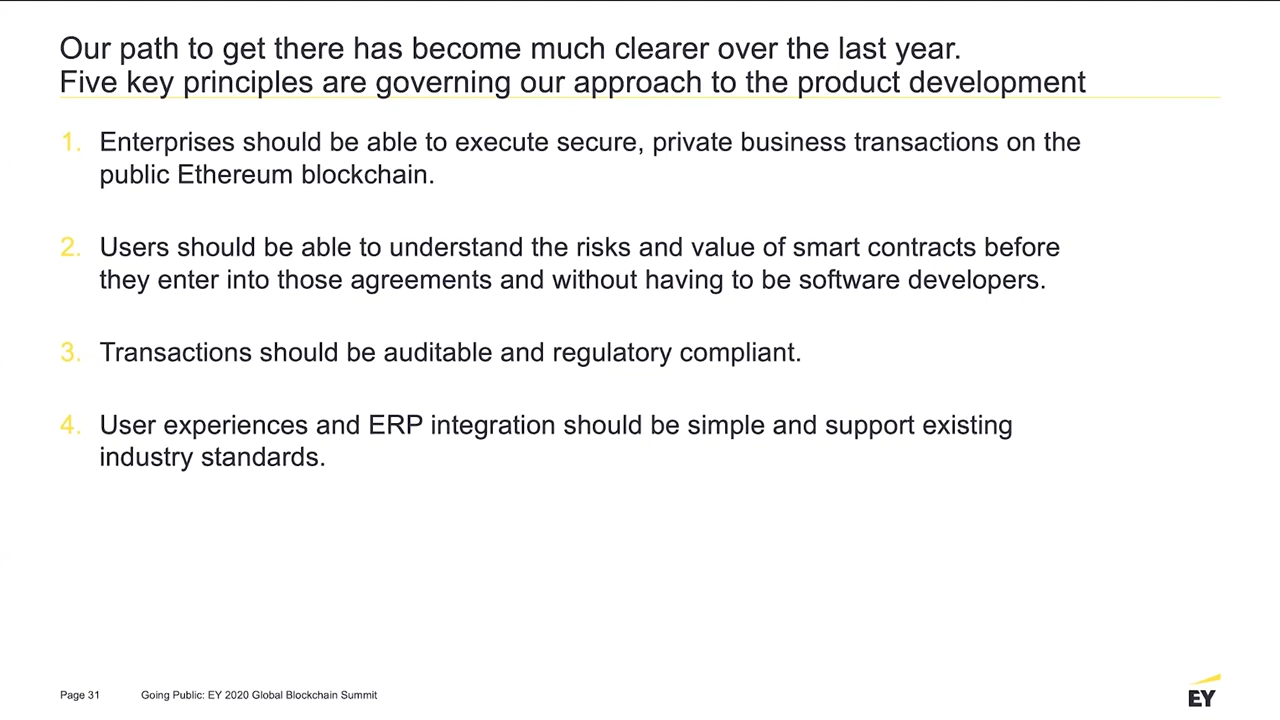 Our path to get there has become much clearer over the last year.
Five key principles are governing our approach to the product development
1. Enterprises should be able to execute secure, private business transactions on the
public Ethereum blockchain.
2. Users should be able to understand the risks and value of smart contracts before
they enter into those agreements and without having to be software developers.
3. Transactions should be auditable and regulatory compliant.
4. User experiences and ERP integration should be simple and support existing
industry standards.
Page 31 Going Public: EY 2020 Global Blockchain Summit
EY